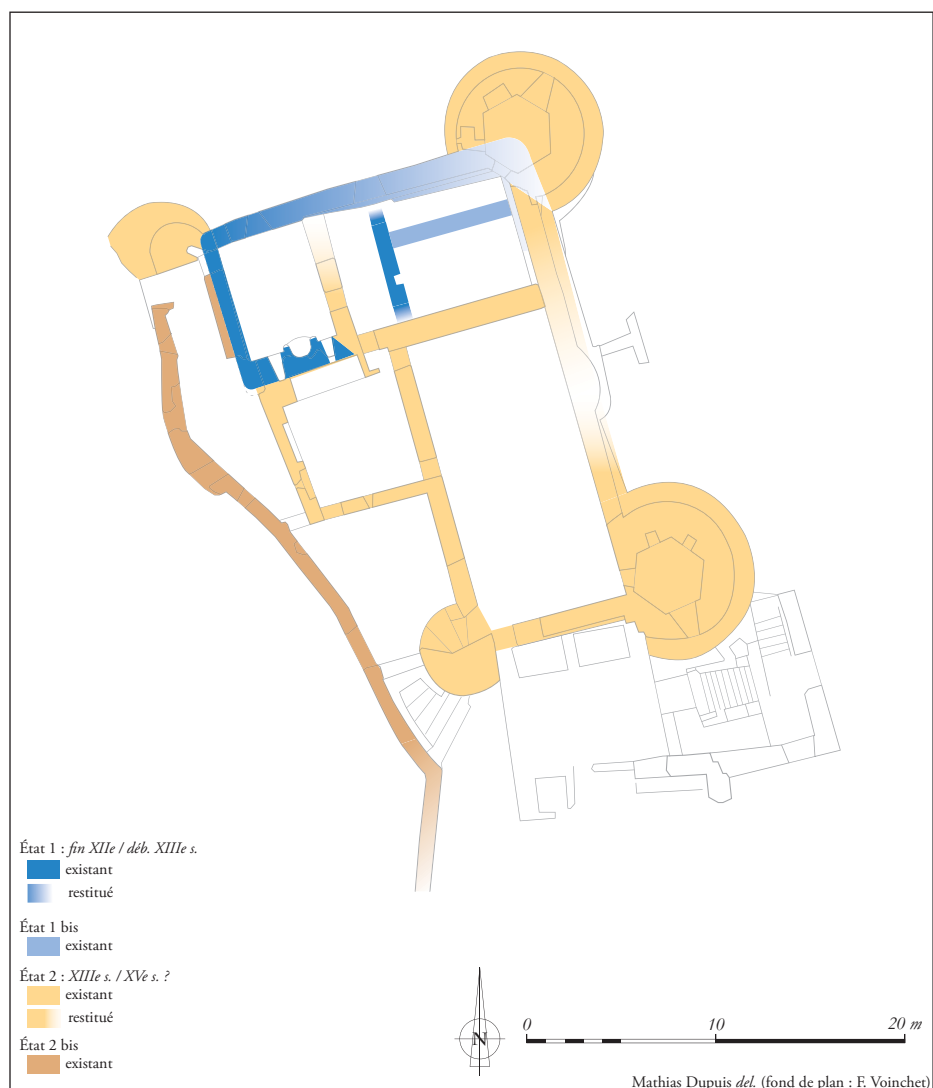 État 1 : fin XIIe / déb. XIIIe s.
existant
restitué
État 1 bis
existant
État 2 : XIIIe s. / XVe s. ?
existant
restitué
État 2 bis
existant
N
0 10 20 m
Mathias Dupuis del. (fond de plan : F. Voinchet)